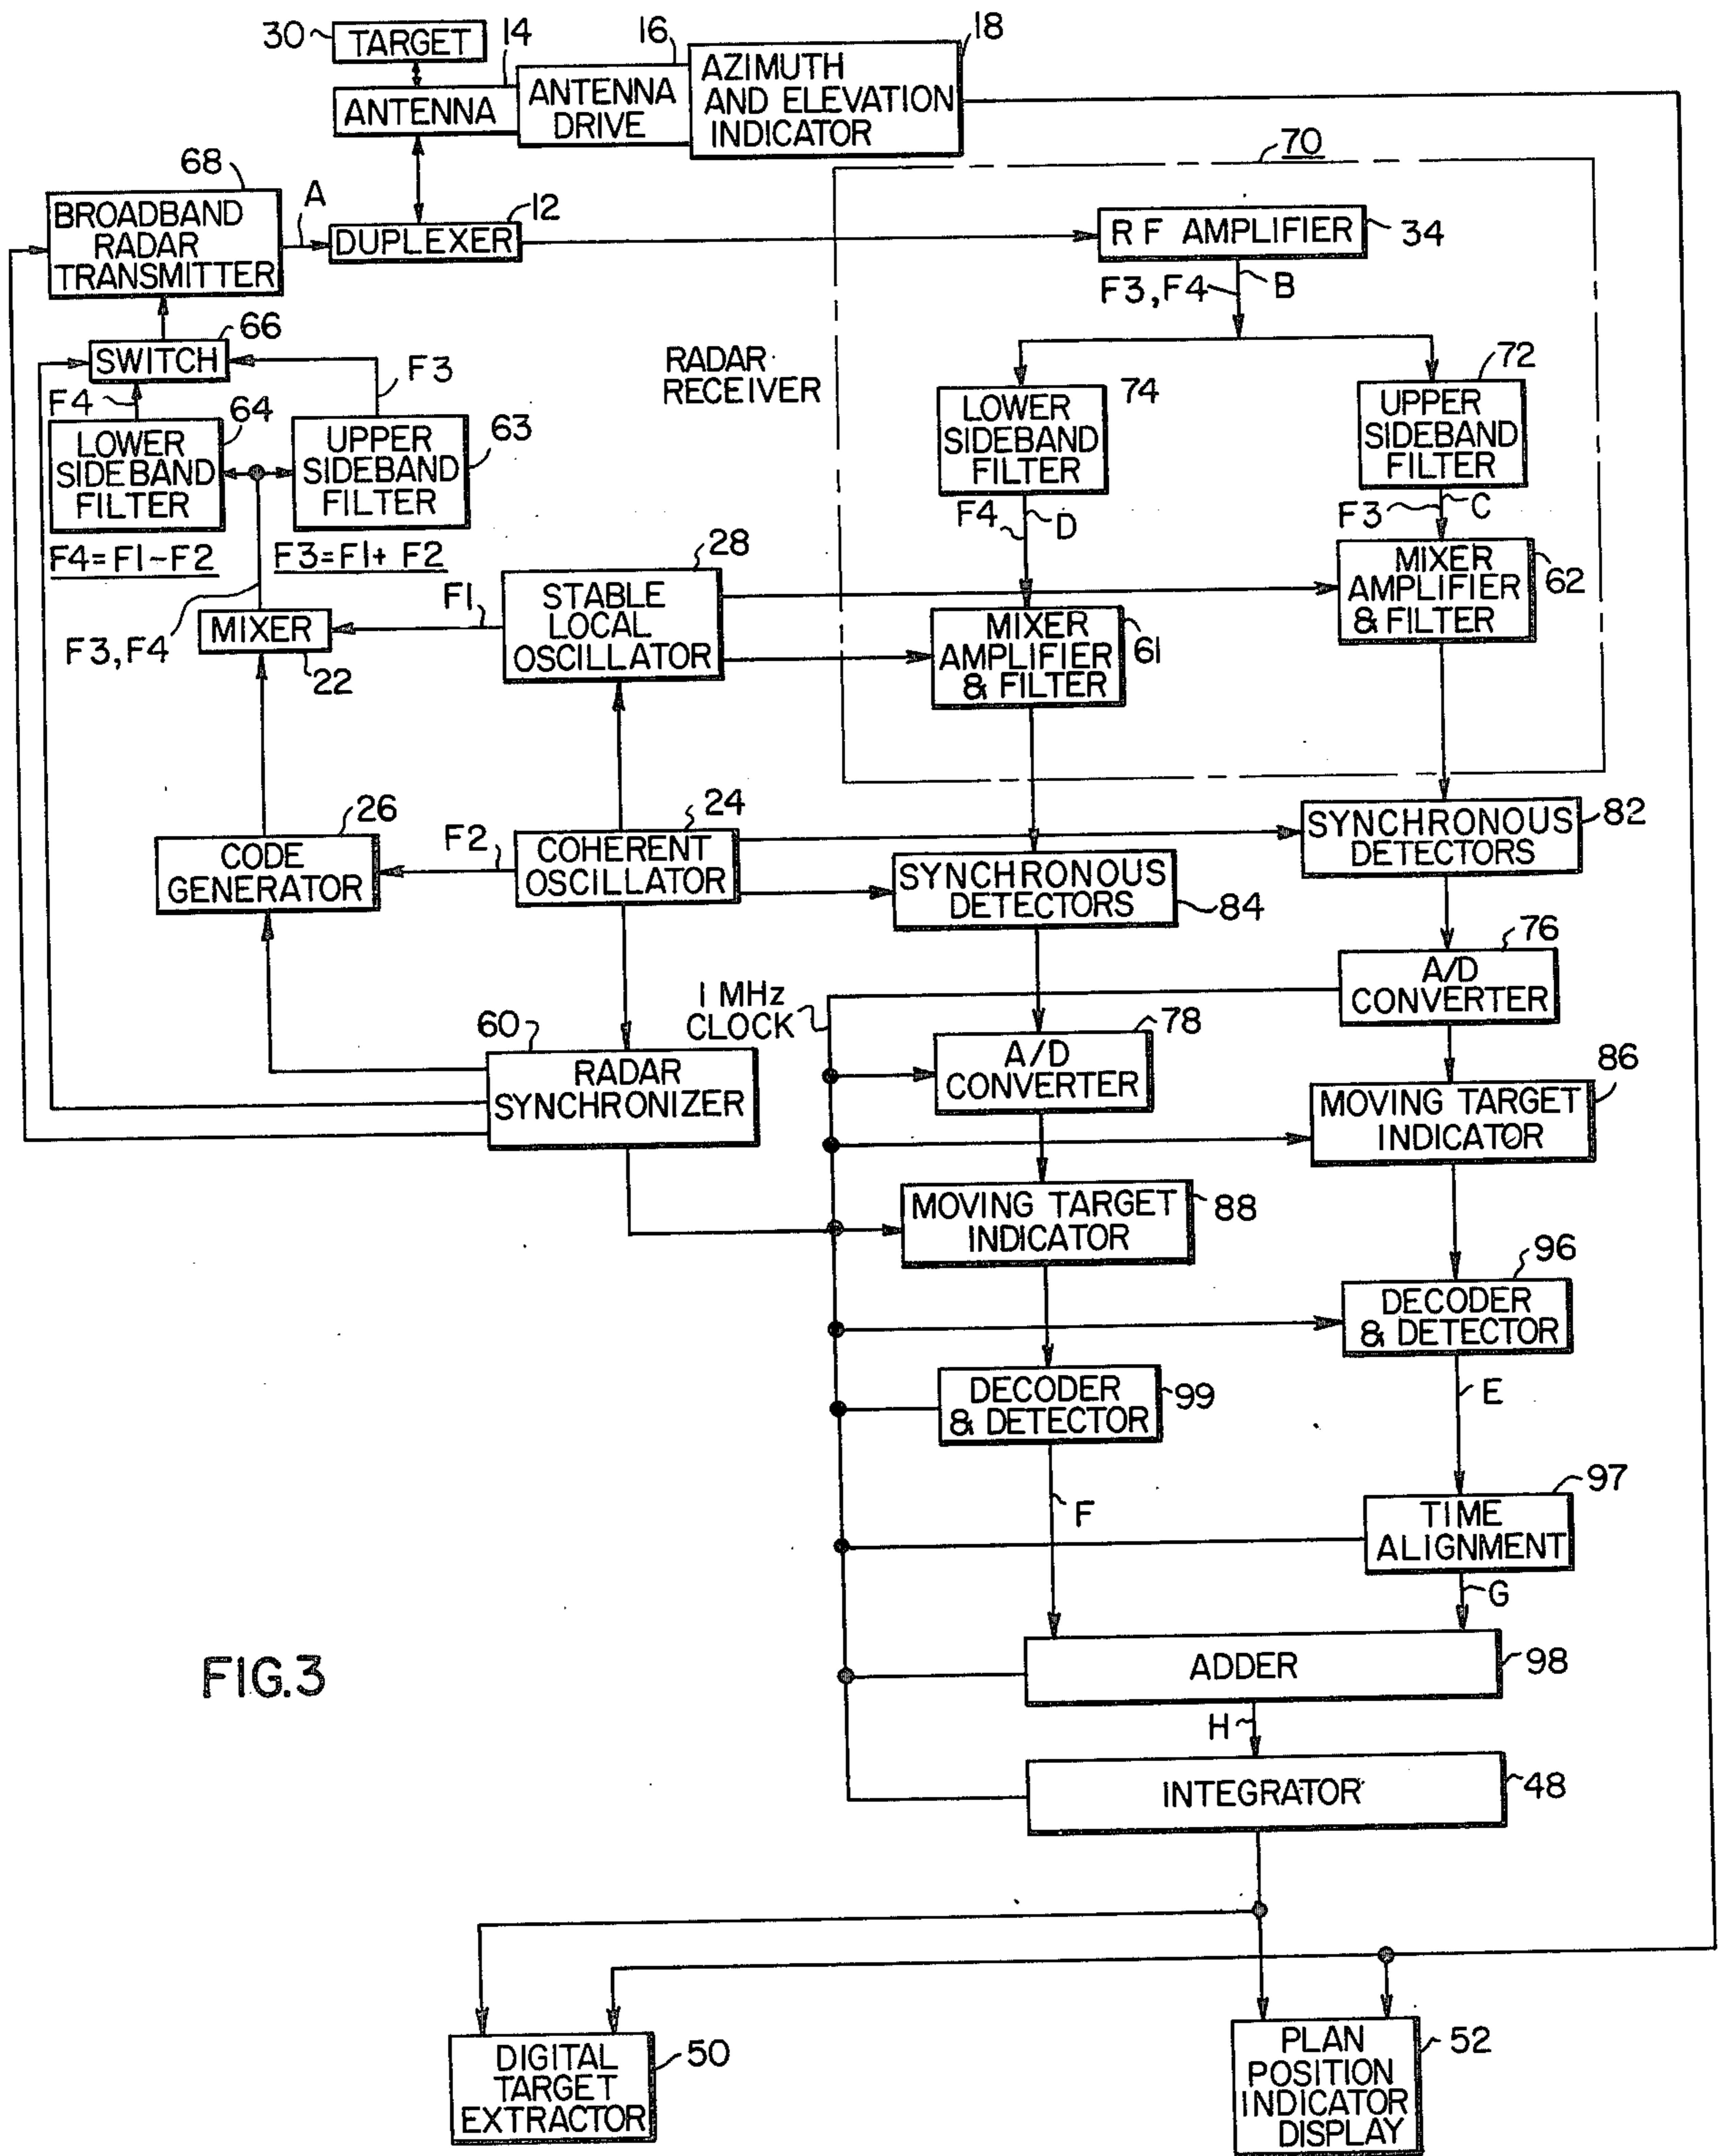 30
TARGET
14
16
18
ANTENNA
ANTENNA
DRIVE
AZIMUTH
AND ELEVATION
INDICATOR
68
A
12
70
BROADBAND
RADAR
TRANSMITTER
DUPLEXER
RF AMPLIFIER
34
F3,F4
B
66
SWITCH
F3
RADAR
RECEIVER
74
72
F4
64
63
LOWER
SIDEBAND
FILTER
UPPER
SIDEBAND
FILTER
LOWER
SIDEBAND
FILTER
UPPER
SIDEBAND
FILTER
F4
D
F3
C
F4=F1-F2
F3=F1+F2
28
F1
STABLE
LOCAL
OSCILLATOR
MIXER
AMPLIFIER
& FILTER
62
MIXER
F3,F4
22
MIXER
AMPLIFIER
& FILTER
61
26
24
F2
CODE
GENERATOR
COHERENT
OSCILLATOR
SYNCHRONOUS
DETECTORS
82
SYNCHRONOUS
DETECTORS
84
76
A/D
CONVERTER
1 MHz
CLOCK
60
78
RADAR
SYNCHRONIZER
A/D
CONVERTER
86
MOVING TARGET
INDICATOR
MOVING TARGET
INDICATOR
88
96
DECODER
& DETECTOR
DECODER
& DETECTOR
99
E
F
97
TIME
ALIGNMENT
G
FIG.3
ADDER
98
H
INTEGRATOR
48
DIGITAL
TARGET
EXTRACTOR
50
PLAN
POSITION
INDICATOR
DISPLAY
52